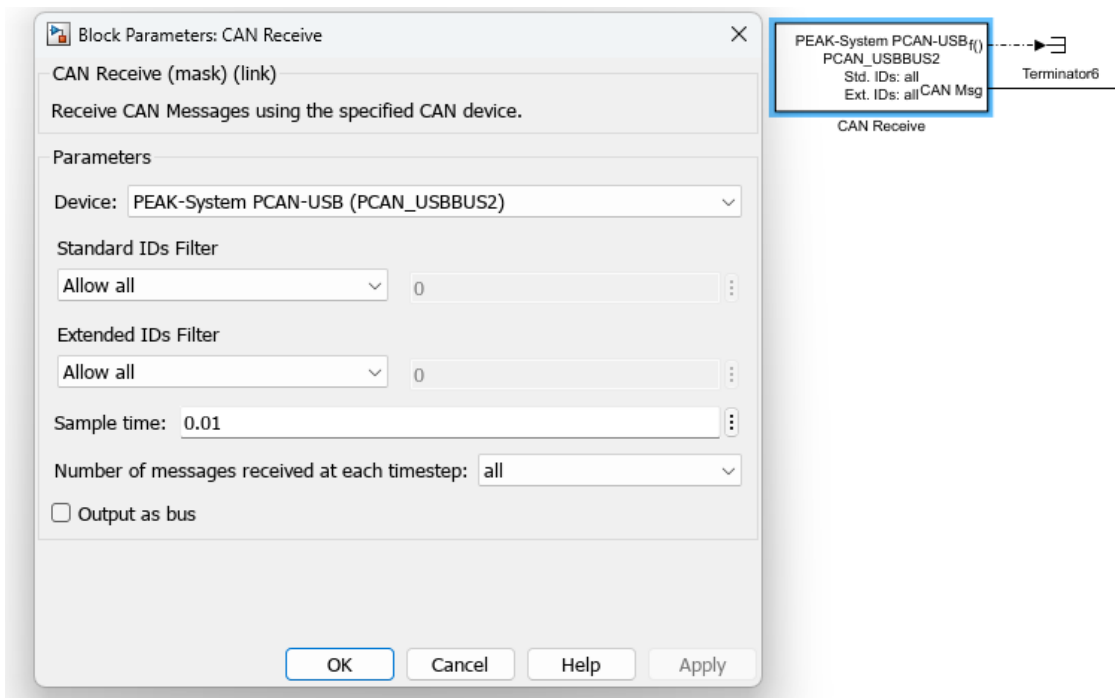 Block Parameters: CAN Receive
CAN Receive (mask) (link)
Receive CAN Messages using the specified CAN device.
Parameters
Device: PEAK-System PCAN-USB (PCAN_USBBUS2)
Standard IDs Filter
Allow all 0
Extended IDs Filter
Allow all 0
Sample time: 0.01
Number of messages received at each timestep: all
Output as bus
OK Cancel Help Apply
PEAK-System PCAN-USB f()
PCAN_USBBUS2
Std. IDs: all
Ext. IDs: all CAN Msg
CAN Receive
Terminator6